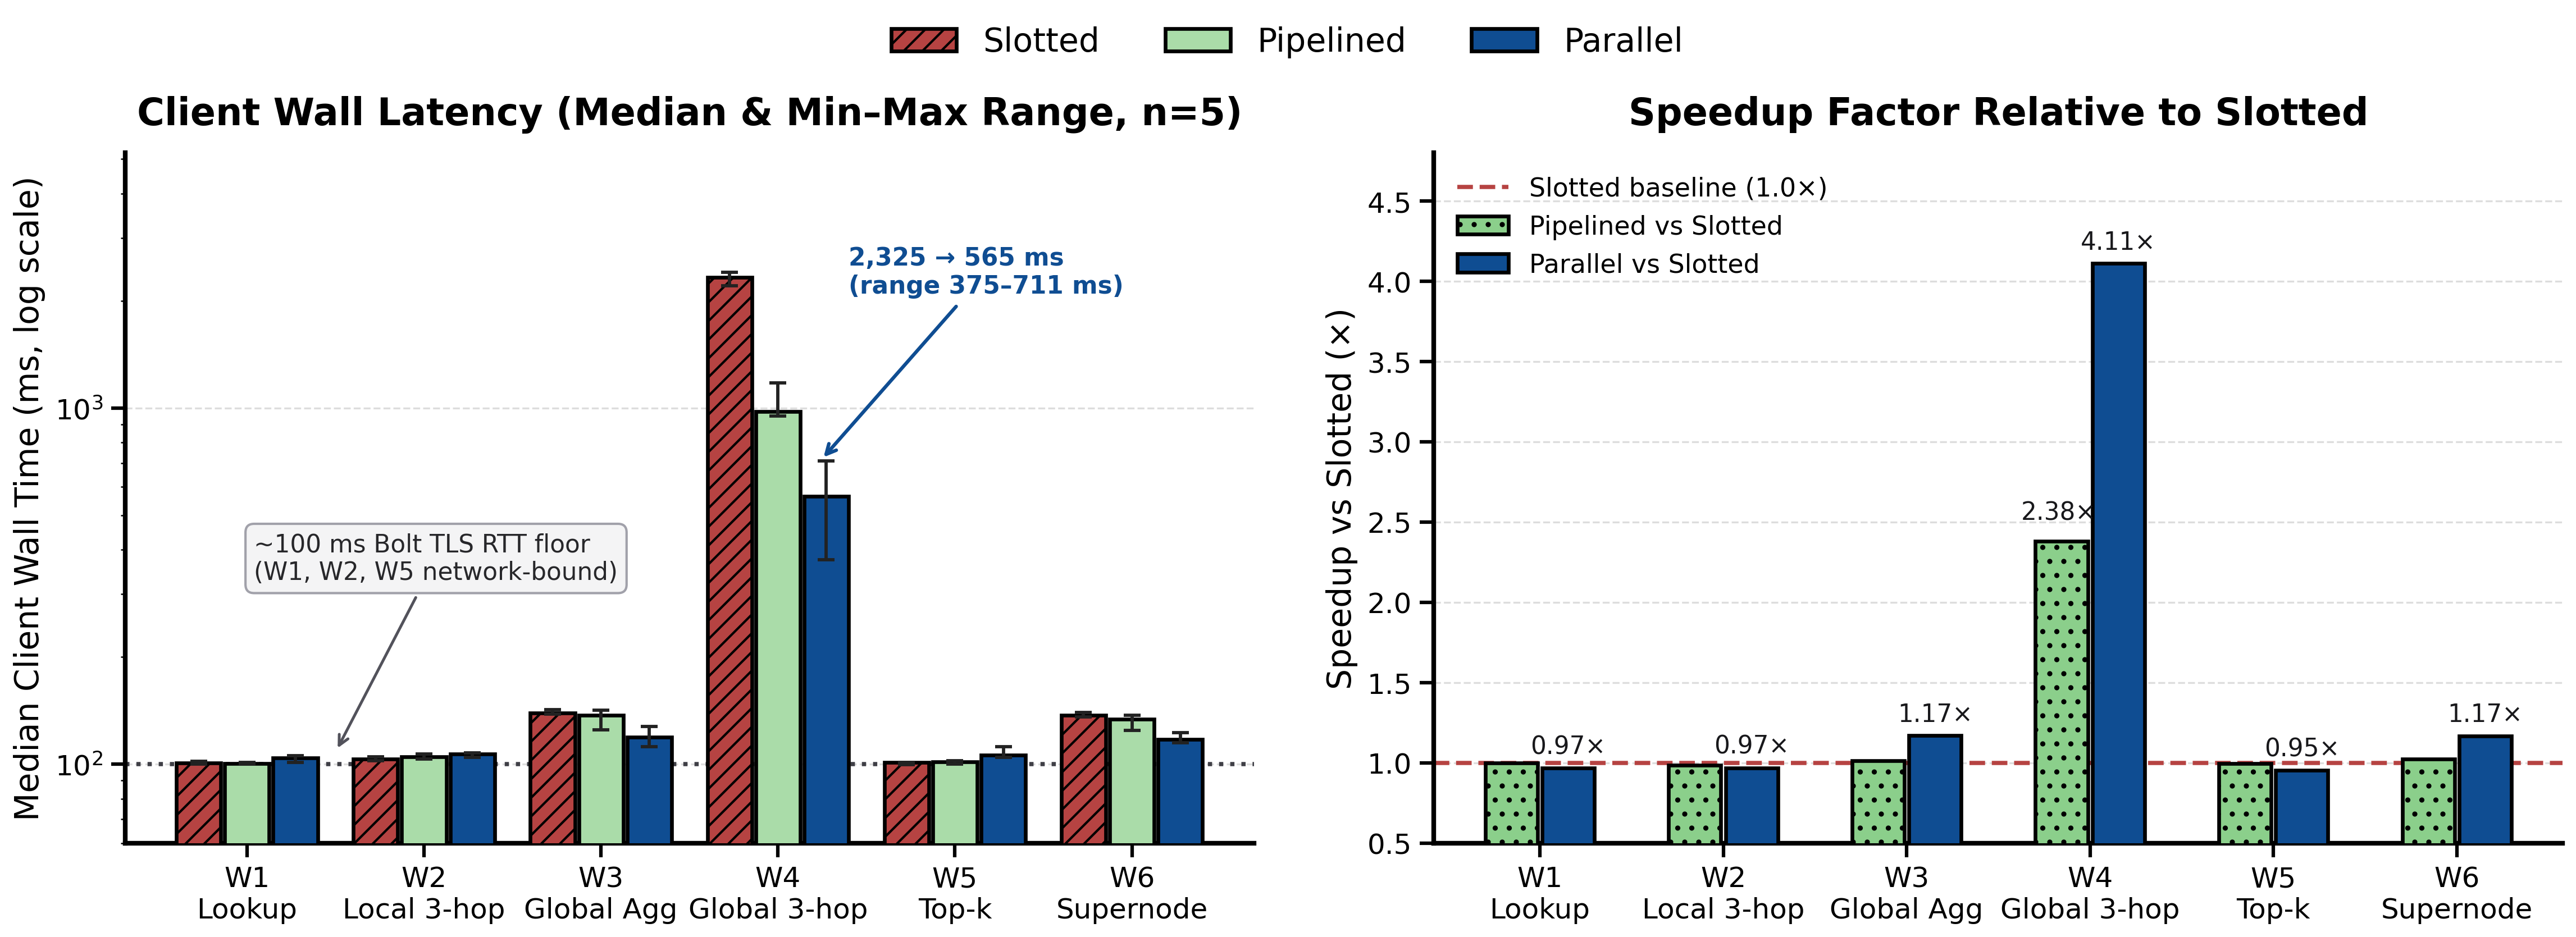 Slotted
Pipelined
Parallel
Client Wall Latency (Median & Min–Max Range, n=5)
Median Client Wall Time (ms, log scale)
10³
10²
2,325 → 565 ms
(range 375–711 ms)
~100 ms Bolt TLS RTT floor
(W1, W2, W5 network-bound)
W1
Lookup
W2
Local 3-hop
W3
Global Agg
W4
Global 3-hop
W5
Top-k
W6
Supernode
Speedup Factor Relative to Slotted
Speedup vs Slotted (×)
4.5
4.0
3.5
3.0
2.5
2.0
1.5
1.0
0.5
Slotted baseline (1.0×)
Pipelined vs Slotted
Parallel vs Slotted
0.97×
0.97×
1.17×
2.38×
4.11×
0.95×
1.17×
W1
Lookup
W2
Local 3-hop
W3
Global Agg
W4
Global 3-hop
W5
Top-k
W6
Supernode